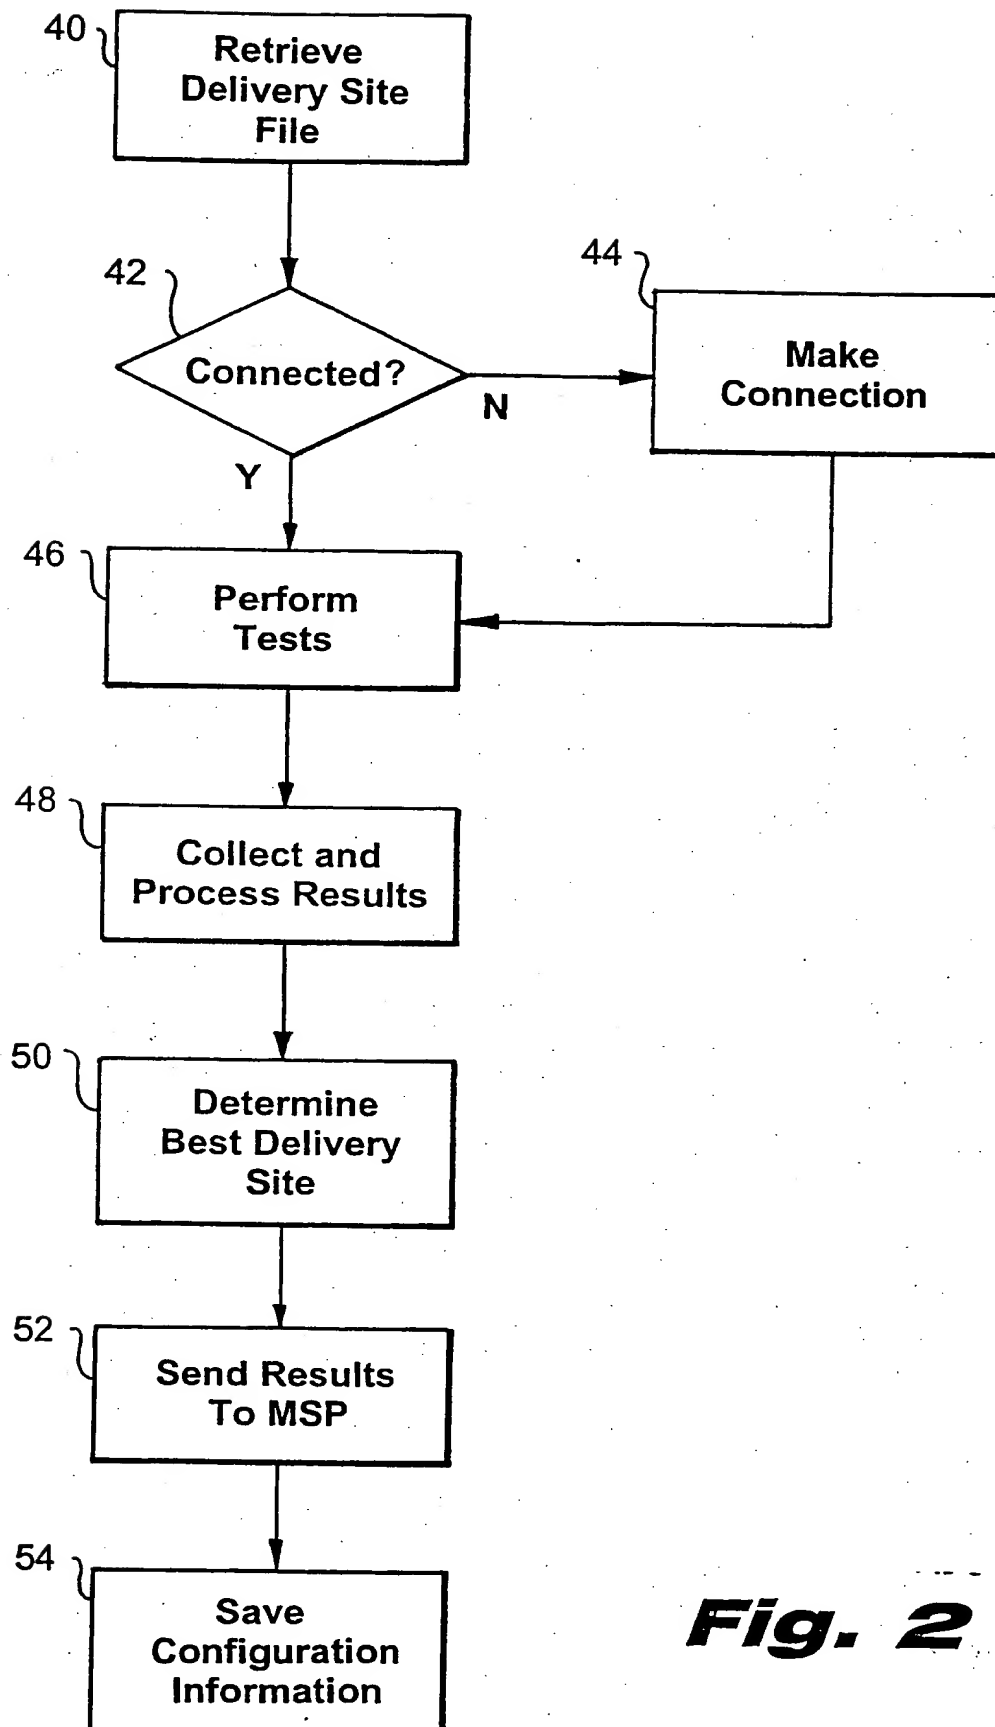 40
Retrieve
Delivery Site
File
42
Connected?
N
Y
44
Make
Connection
46
Perform
Tests
48
Collect and
Process Results
50
Determine
Best Delivery
Site
52
Send Results
To MSP
54
Save
Configuration
Information
Fig. 2